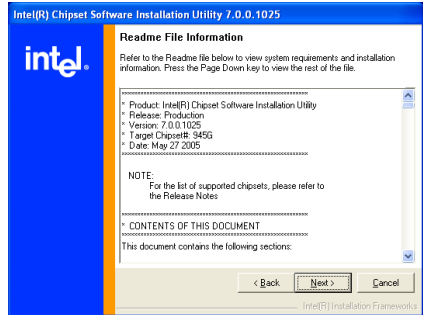 Intel(R) Chipset Software Installation Utility 7.0.0.1025
Readme File Information
intel®
Refer to the Readme file below to view system requirements and installation
information. Press the Page Down key to view the rest of the file.
* Product: Intel(R) Chipset Software Installation Utility
* Release: Production
* Version: 7.0.0.1025
* Target Chipset#: 945G
* Date: May 27 2005
NOTE:
For the list of supported chipsets, please refer to
the Release Notes
* CONTENTS OF THIS DOCUMENT
This document contains the following sections:
< Back
Next >
Cancel
Intel(R) Installation Frameworks